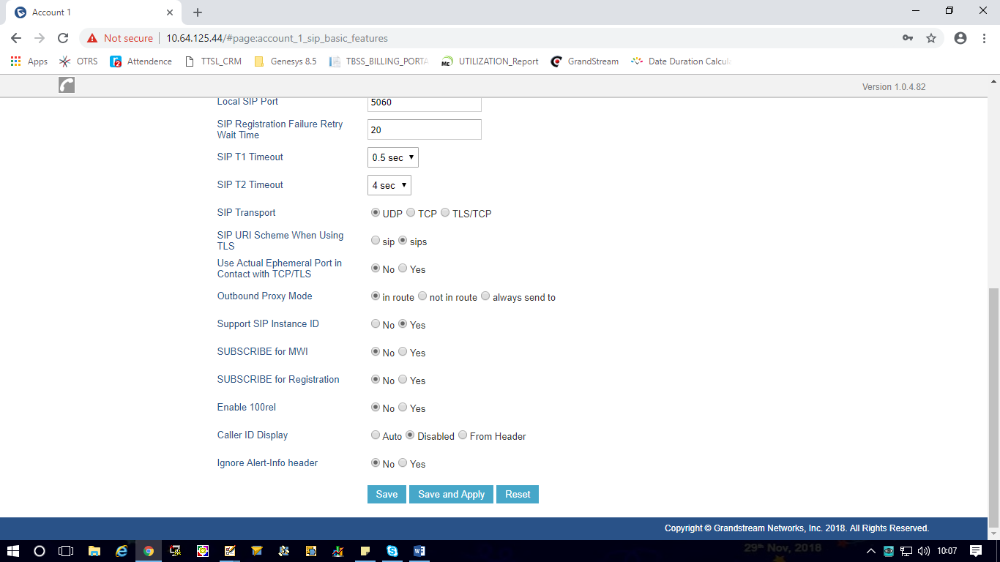 Account 1
Not secure 10.64.125.44/#page:account_1_sip_basic_features
Apps OTRS Attendence TTSL_CRM Genesys 8.5 TBSS_BILLING_PORTA UTILIZATION_Report GrandStream Date Duration Calcul
Version 1.0.4.82
Local SIP Port 5060
SIP Registration Failure Retry
Wait Time 20
SIP T1 Timeout 0.5 sec
SIP T2 Timeout 4 sec
SIP Transport UDP TCP TLS/TCP
SIP URI Scheme When Using
TLS sip sips
Use Actual Ephemeral Port in
Contact with TCP/TLS No Yes
Outbound Proxy Mode in route not in route always send to
Support SIP Instance ID No Yes
SUBSCRIBE for MWI No Yes
SUBSCRIBE for Registration No Yes
Enable 100rel No Yes
Caller ID Display Auto Disabled From Header
Ignore Alert-Info header No Yes
Save Save and Apply Reset
Copyright © Grandstream Networks, Inc. 2018. All Rights Reserved.
29th Nov, 2018
10:07